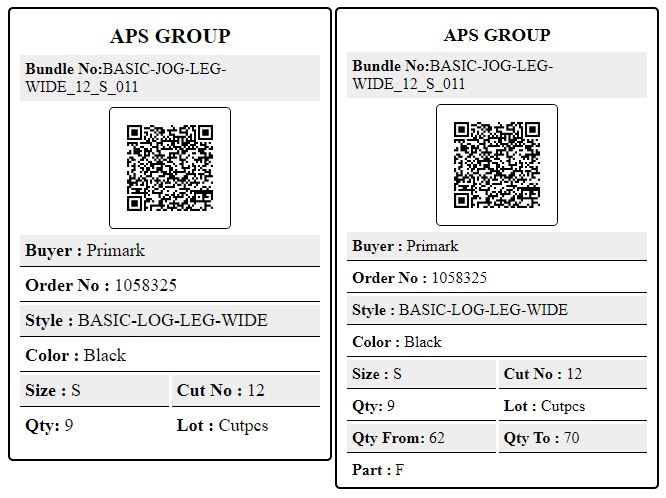 APS GROUP
Bundle No:BASIC-JOG-LEG-
WIDE_12_S_011
Buyer : Primark
Order No : 1058325
Style : BASIC-LOG-LEG-WIDE
Color : Black
Size : S Cut No : 12
Qty: 9 Lot : Cutpcs
APS GROUP
Bundle No:BASIC-JOG-LEG-
WIDE_12_S_011
Buyer : Primark
Order No : 1058325
Style : BASIC-LOG-LEG-WIDE
Color : Black
Size : S Cut No : 12
Qty: 9 Lot : Cutpcs
Qty From: 62 Qty To : 70
Part : F